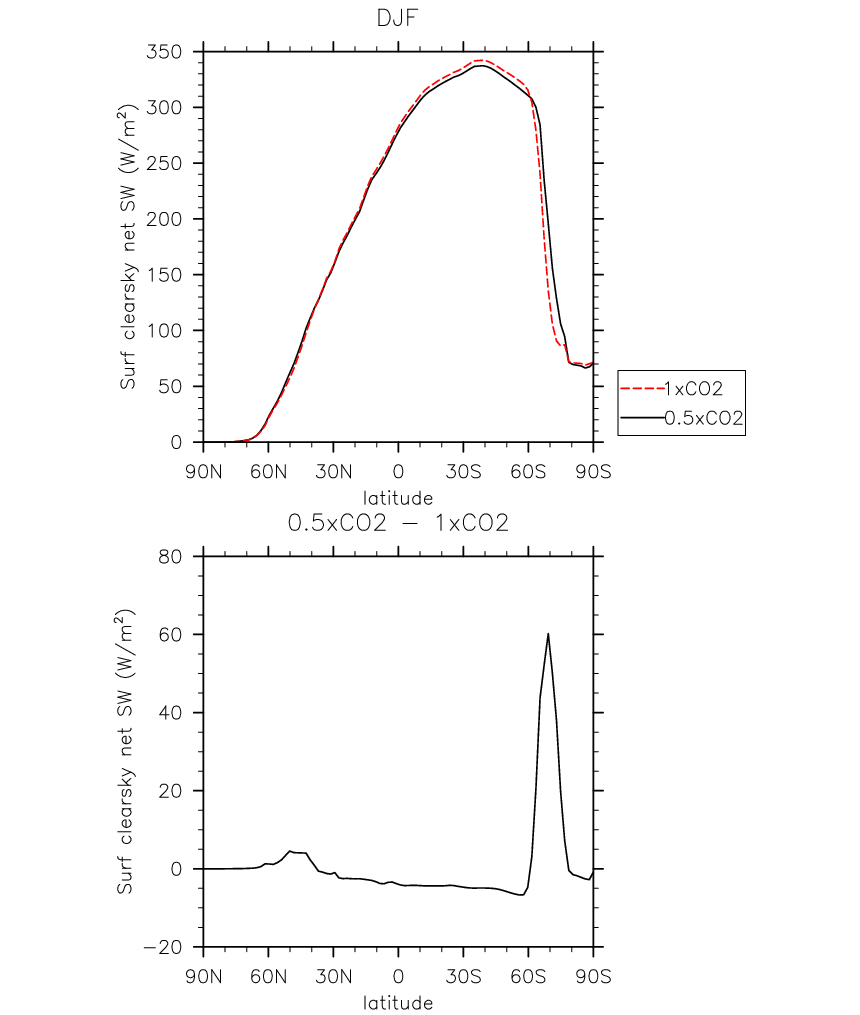 DJF
350
300
250
200
150
100
50
0
Surf clearsky net SW (W/m²)
90N 60N 30N 0 30S 60S 90S
latitude
1xCO2
0.5xCO2
0.5xCO2 − 1xCO2
80
60
40
20
0
−20
Surf clearsky net SW (W/m²)
90N 60N 30N 0 30S 60S 90S
latitude